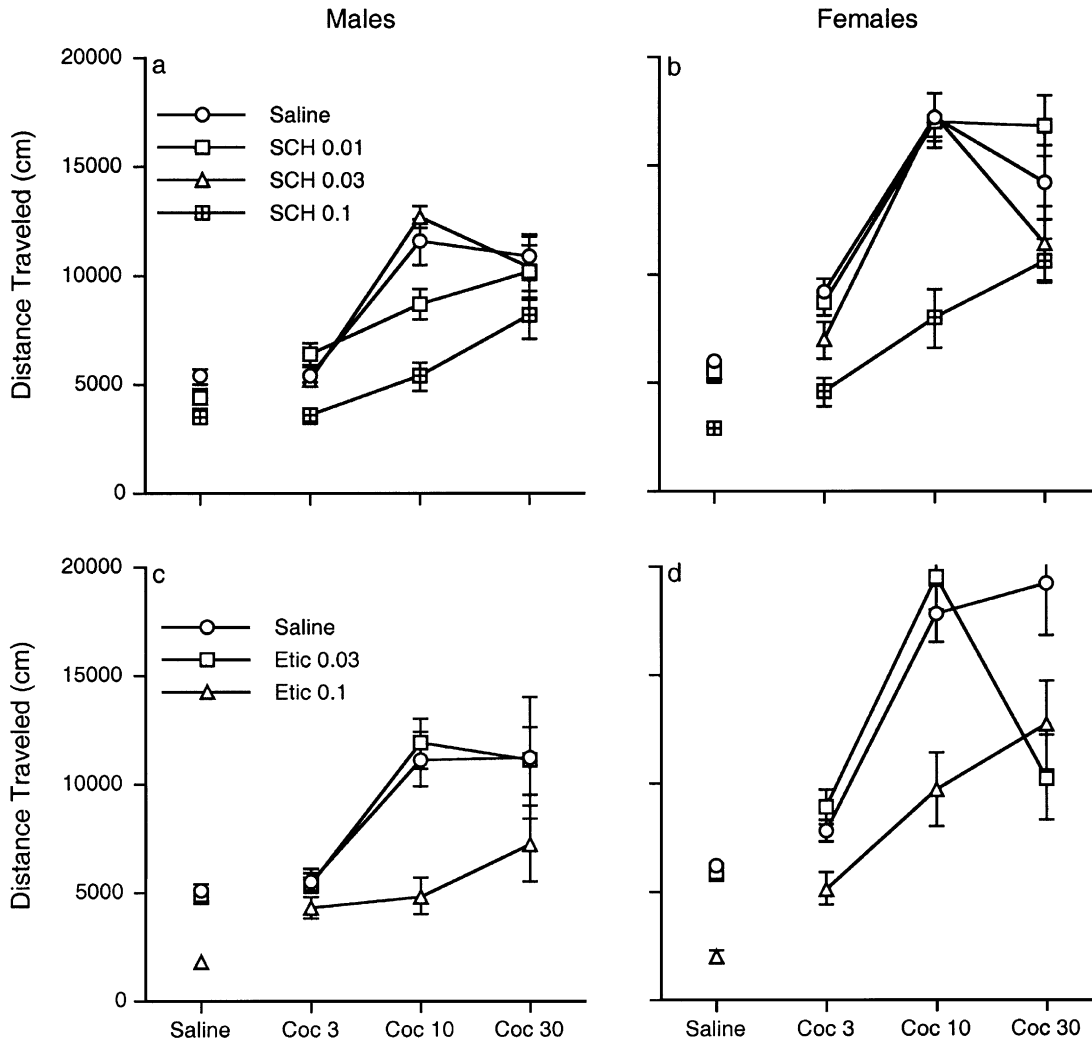 Males
Females
a
b
20000
15000
10000
5000
0
Distance Traveled (cm)
Saline
SCH 0.01
SCH 0.03
SCH 0.1
c
d
20000
15000
10000
5000
0
Distance Traveled (cm)
Saline
Etic 0.03
Etic 0.1
Saline Coc 3 Coc 10 Coc 30
Saline Coc 3 Coc 10 Coc 30